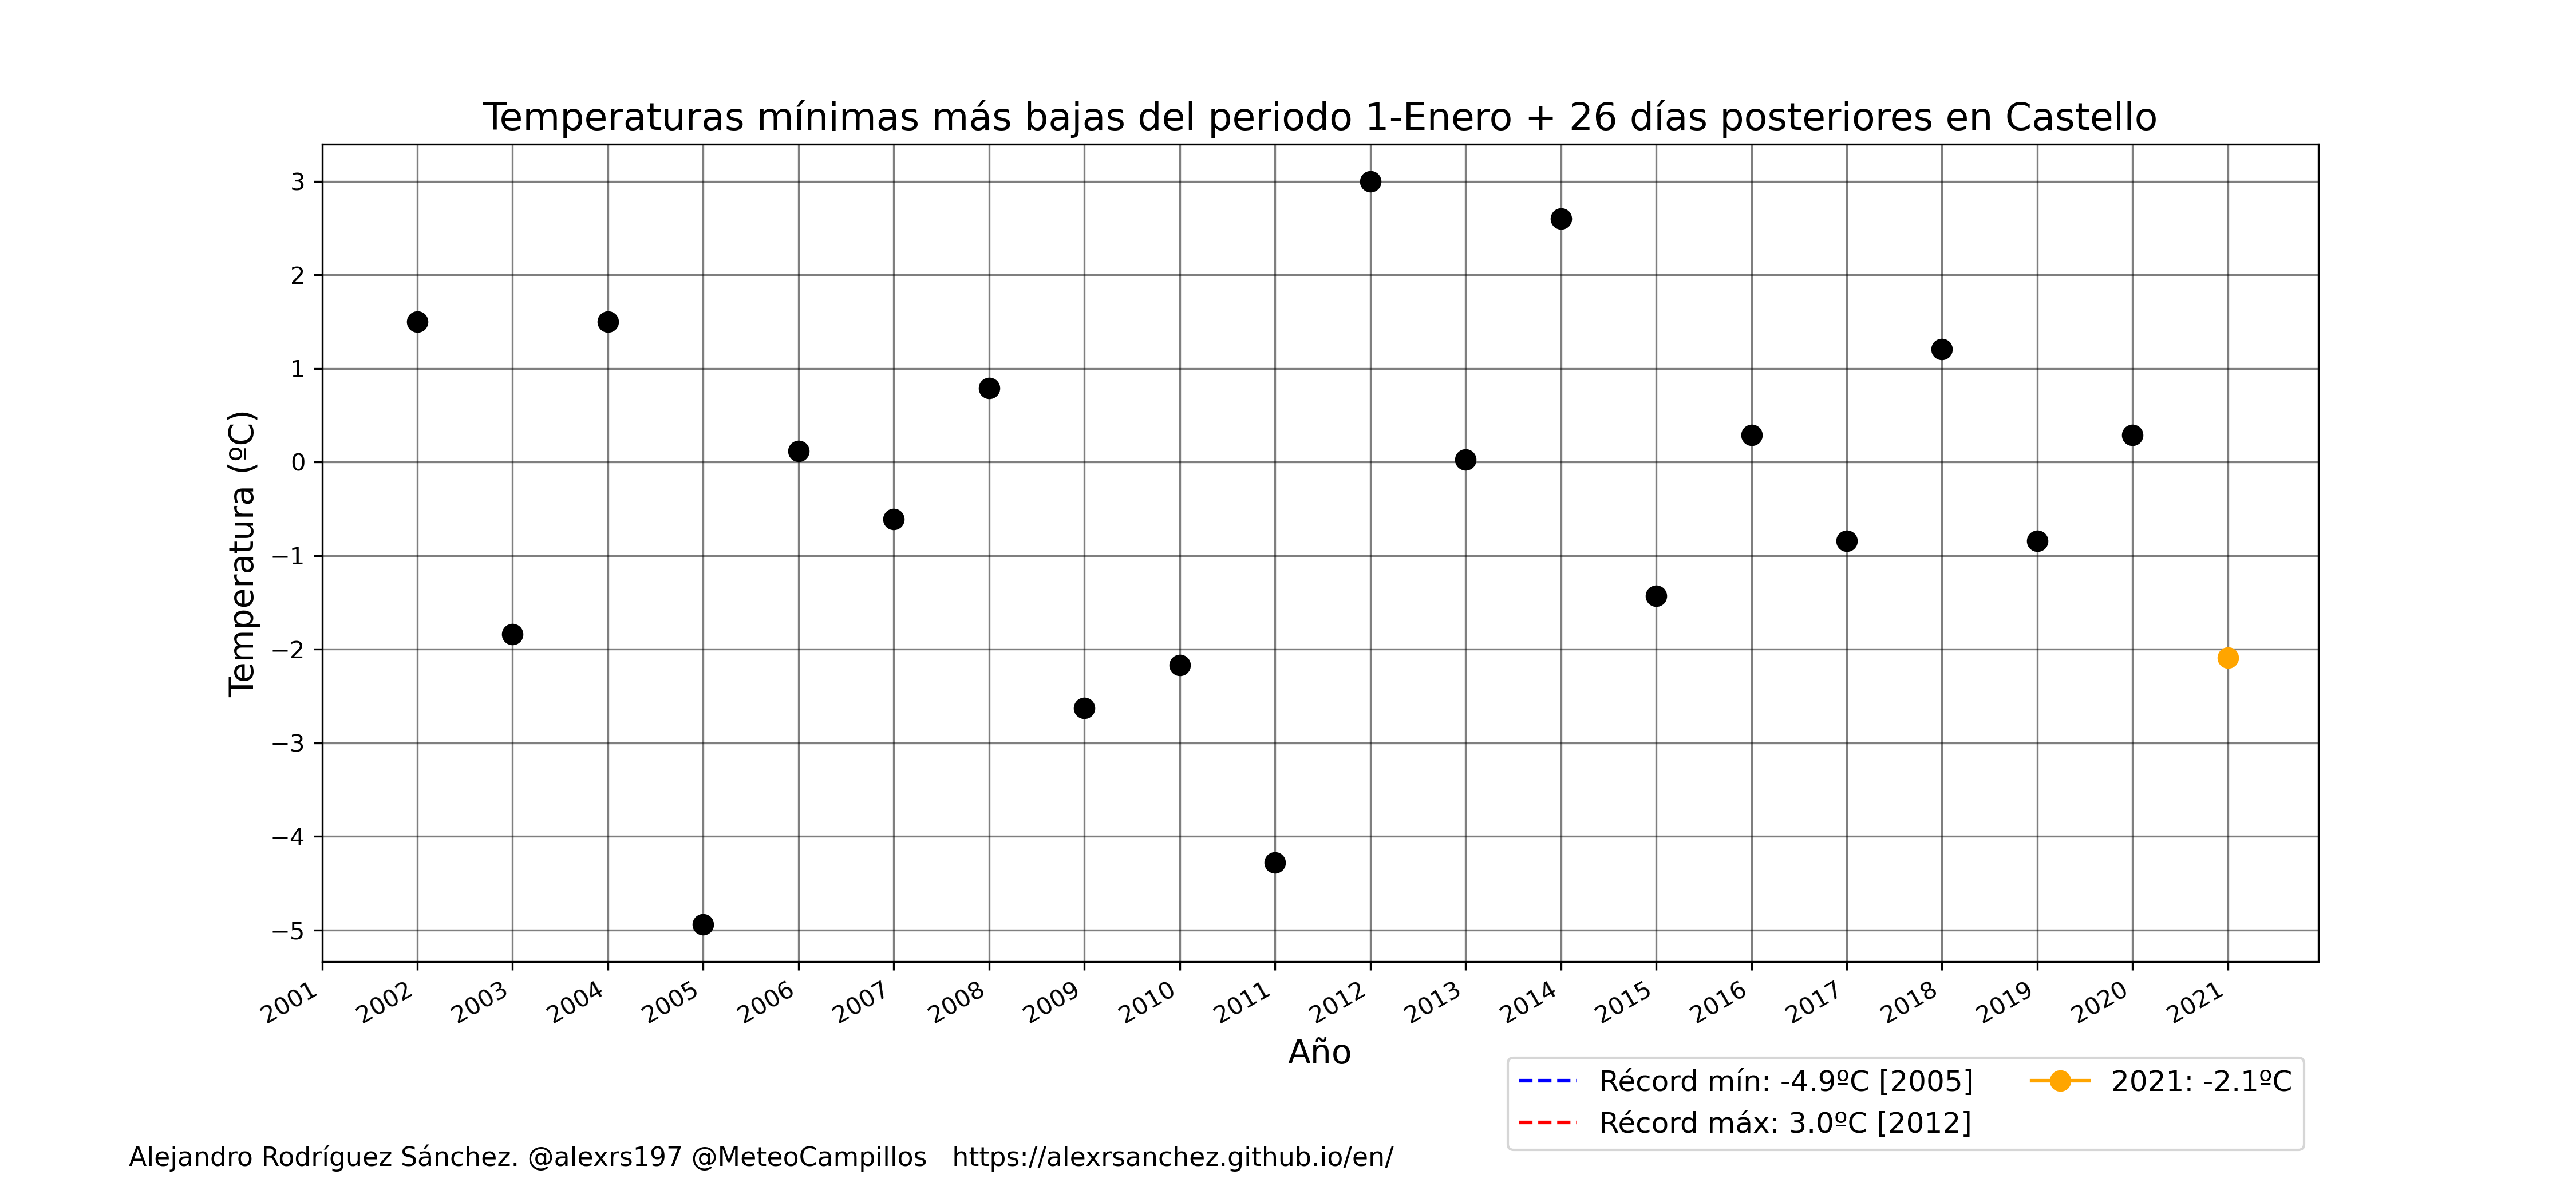 Temperaturas mínimas más bajas del periodo 1-Enero + 26 días posteriores en Castello
Temperatura (ºC)
3
2
1
0
−1
−2
−3
−4
−5
2001 2002 2003 2004 2005 2006 2007 2008 2009 2010 2011 2012 2013 2014 2015 2016 2017 2018 2019 2020 2021
Año
Récord mín: -4.9ºC [2005]
Récord máx: 3.0ºC [2012]
2021: -2.1ºC
Alejandro Rodríguez Sánchez. @alexrs197 @MeteoCampillos https://alexrsanchez.github.io/en/